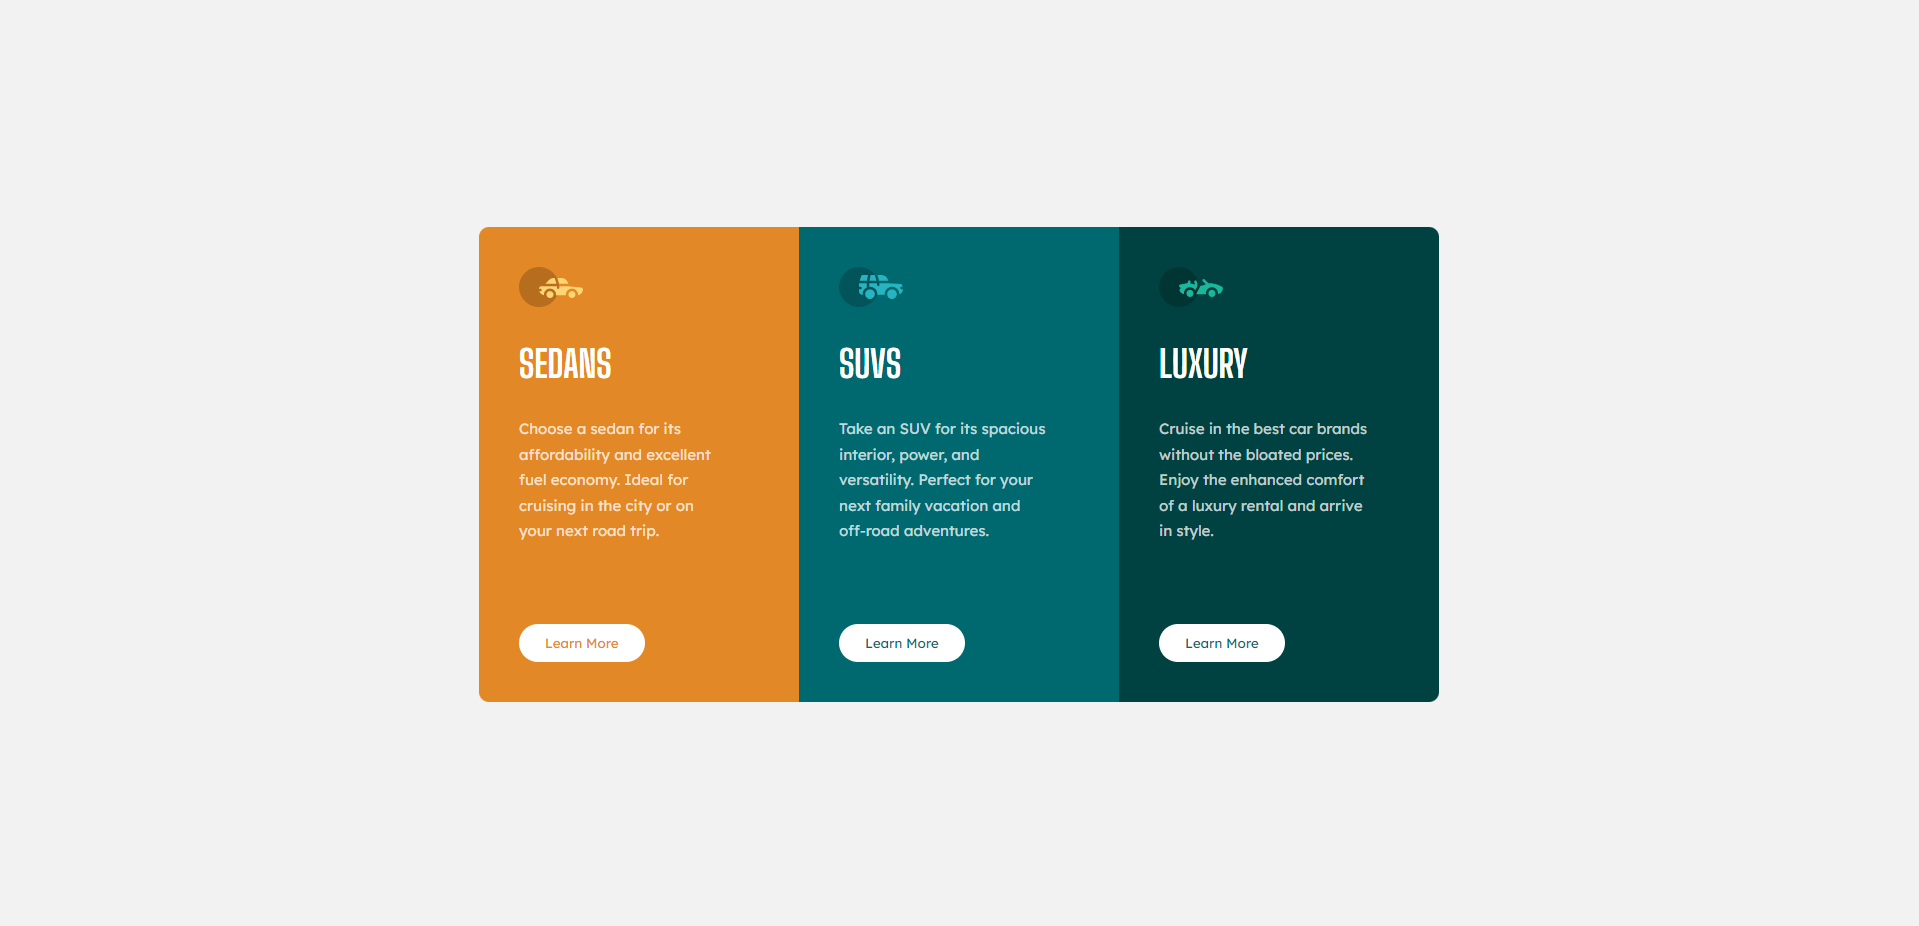 SEDANS
Choose a sedan for its
affordability and excellent
fuel economy. Ideal for
cruising in the city or on
your next road trip.
Learn More
SUVS
Take an SUV for its spacious
interior, power, and
versatility. Perfect for your
next family vacation and
off-road adventures.
Learn More
LUXURY
Cruise in the best car brands
without the bloated prices.
Enjoy the enhanced comfort
of a luxury rental and arrive
in style.
Learn More